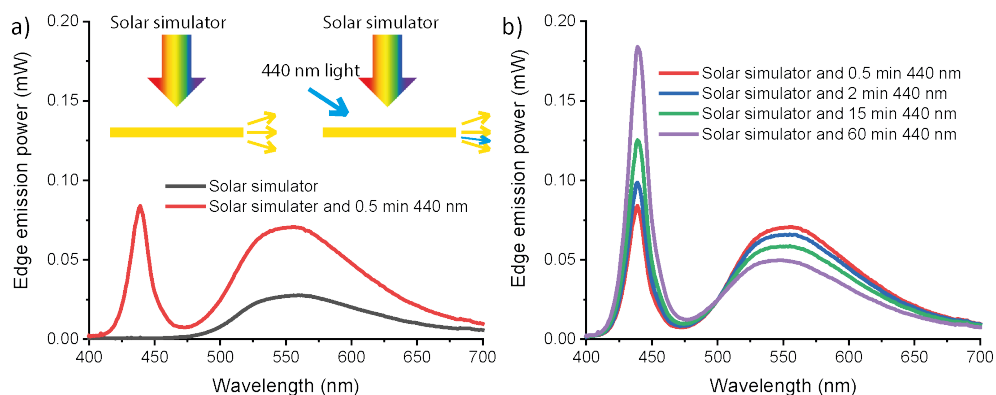 a)
Solar simulator
Solar simulator
440 nm light
Solar simulator
Solar simulater and 0.5 min 440 nm
Edge emission power (mW)
0.20
0.15
0.10
0.05
0.00
400 450 500 550 600 650 700
Wavelength (nm)
b)
Solar simulator and 0.5 min 440 nm
Solar simulator and 2 min 440 nm
Solar simulator and 15 min 440 nm
Solar simulator and 60 min 440 nm
Edge emission power (mW)
0.20
0.15
0.10
0.05
0.00
400 450 500 550 600 650 700
Wavelength (nm)